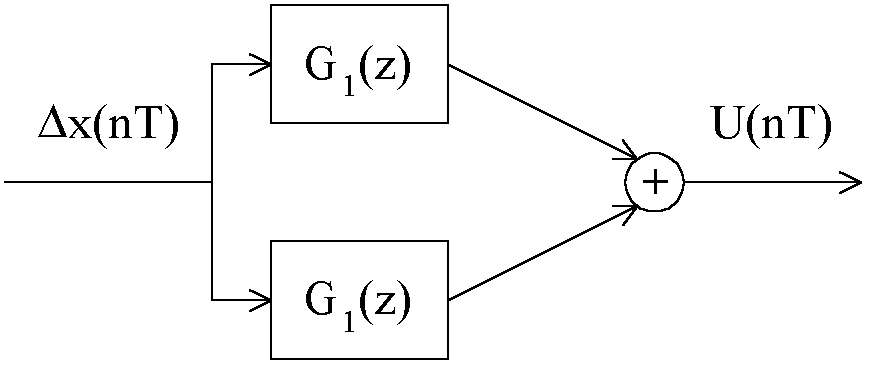 G1(z)
Δx(nT)
U(nT)
+
G1(z)